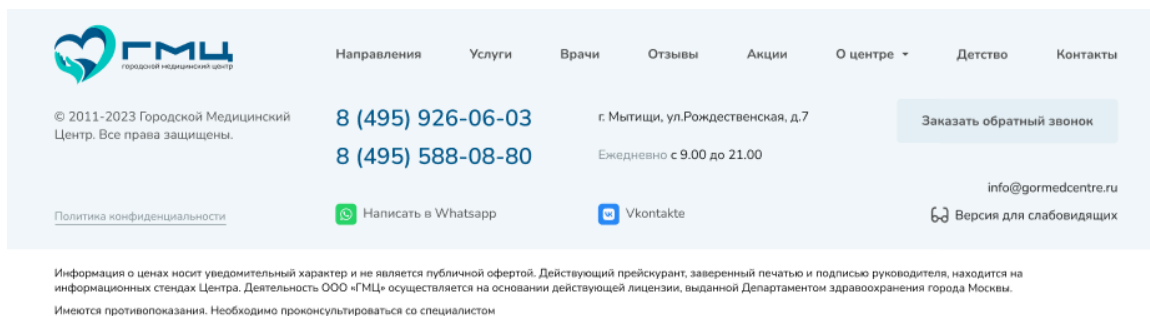 ГМЦ
городской медицинский центр
Направления Услуги Врачи Отзывы Акции О центре Детство Контакты
© 2011-2023 Городской Медицинский
Центр. Все права защищены.
8 (495) 926-06-03
8 (495) 588-08-80
г. Мытищи, ул.Рождественская, д.7
Ежедневно с 9.00 до 21.00
Заказать обратный звонок
info@gormedcentre.ru
Политика конфиденциальности
Написать в Whatsapp
Vkontakte
Версия для слабовидящих
Информация о ценах носит уведомительный характер и не является публичной офертой. Действующий прейскурант, заверенный печатью и подписью руководителя, находится на
информационных стендах Центра. Деятельность ООО «ГМЦ» осуществляется на основании действующей лицензии, выданной Департаментом здравоохранения города Москвы.
Имеются противопоказания. Необходимо проконсультироваться со специалистом